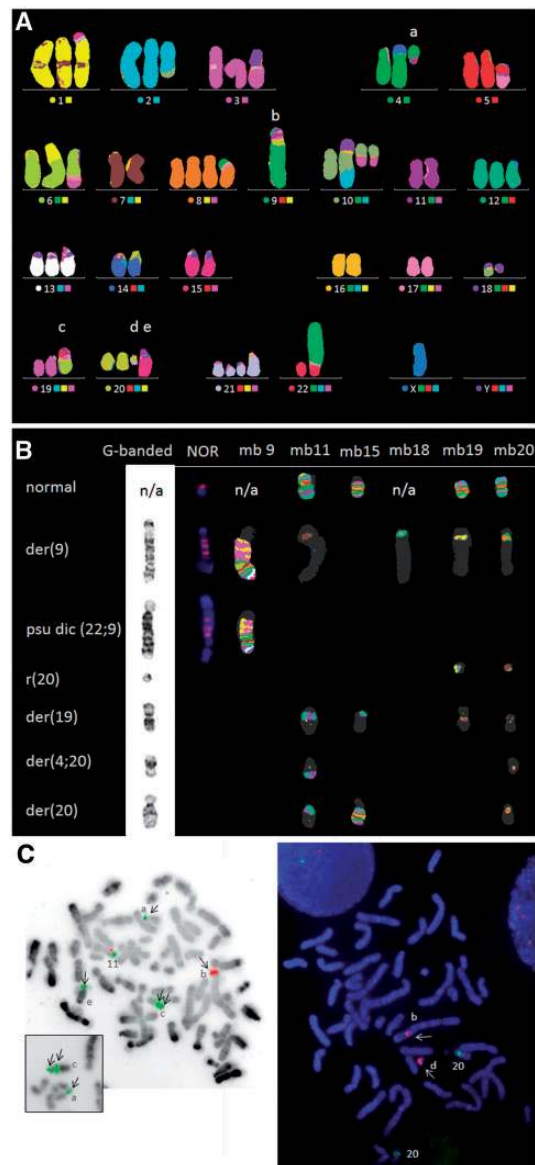 A
a
1 2 3 4 5
b
6 7 8 9 10 11 12
13 14 15 16 17 18
c d e
19 20 21 22 X Y
B
G-banded NOR mb 9 mb11 mb15 mb18 mb19 mb20
normal n/a n/a n/a
der(9)
psu dic (22;9)
r(20)
der(19)
der(4;20)
der(20)
C
a
11
b
b
e
c
d
20
c
a
20